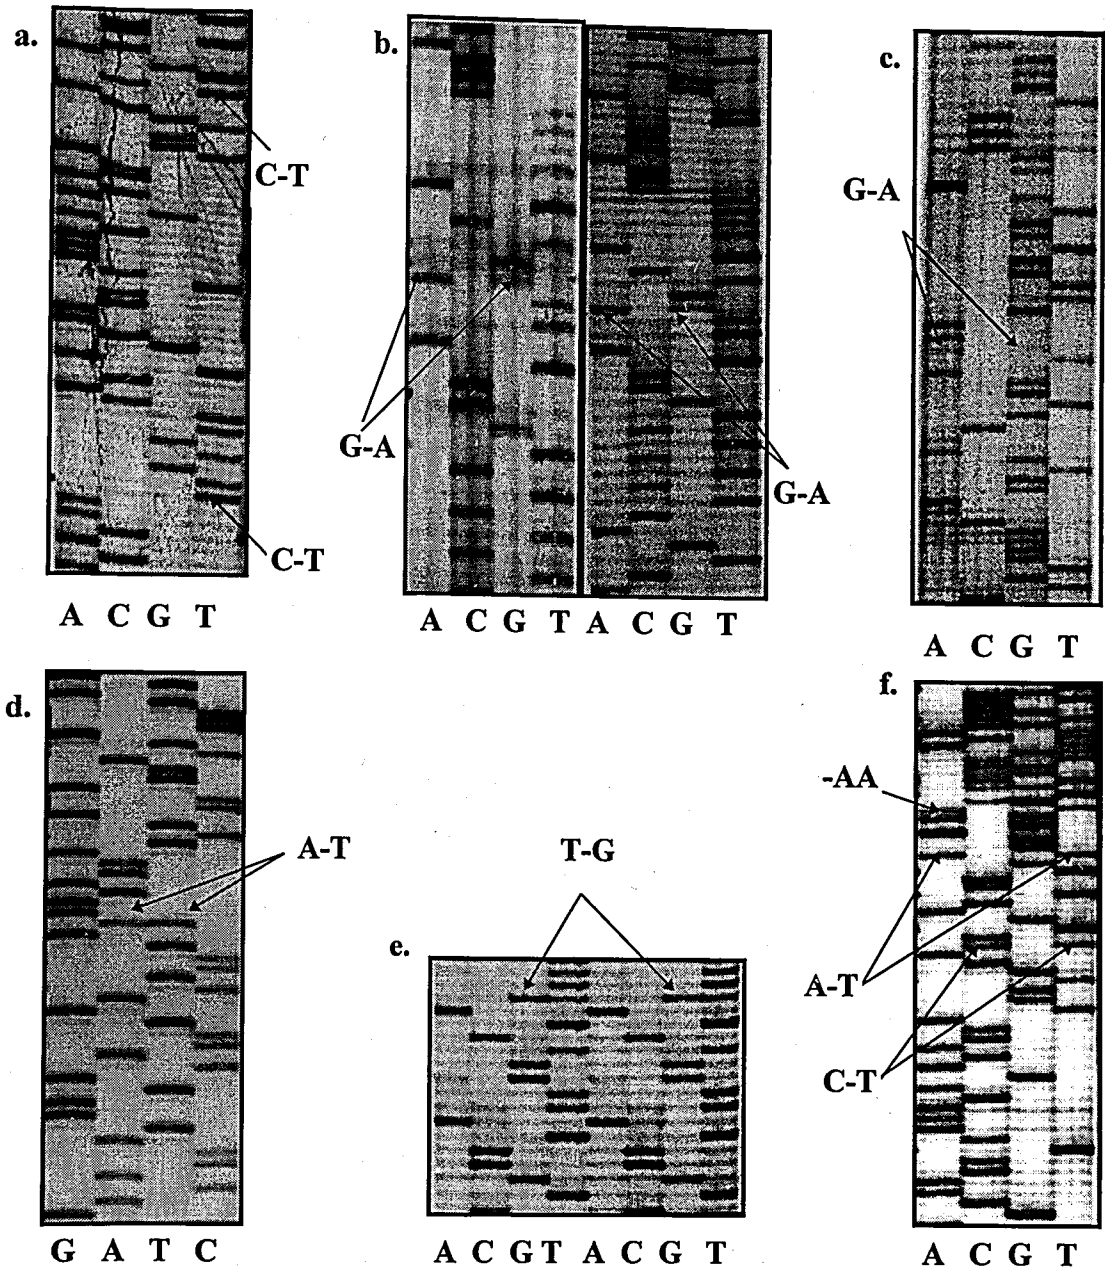 a.
b.
c.
C-T
G-A
G-A
G-A
C-T
A C G T
A C G T A C G T
A C G T
d.
f.
-AA
A-T
T-G
e.
A-T
C-T
G A T C
A C G T A C G T
A C G T